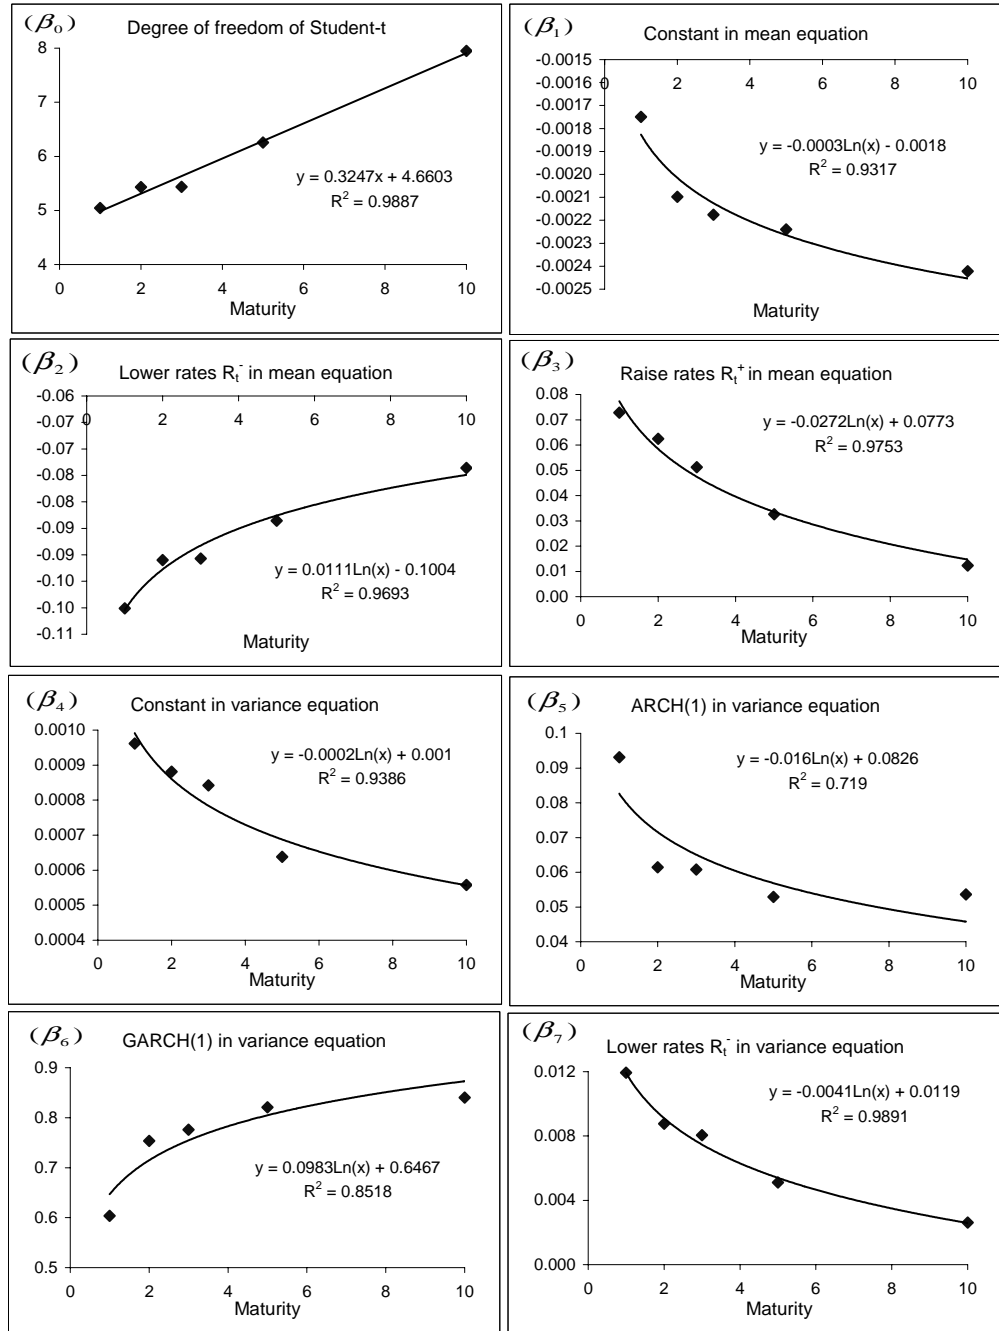 (β₀)
Degree of freedom of Student-t
8
7
6
5
4
y = 0.3247x + 4.6603
R² = 0.9887
0 2 4 6 8 10
Maturity
(β₁)
Constant in mean equation
-0.0015
-0.0016
-0.0017
-0.0018
-0.0019
-0.0020
-0.0021
-0.0022
-0.0023
-0.0024
-0.0025
0 2 4 6 8 10
y = -0.0003Ln(x) - 0.0018
R² = 0.9317
Maturity
(β₂)
Lower rates Rₜ⁻ in mean equation
-0.06
-0.07
-0.07
-0.08
-0.08
-0.09
-0.09
-0.10
-0.10
-0.11
0 2 4 6 8 10
y = 0.0111Ln(x) - 0.1004
R² = 0.9693
Maturity
(β₃)
Raise rates Rₜ⁺ in mean equation
0.08
0.07
0.06
0.05
0.04
0.03
0.02
0.01
0.00
y = -0.0272Ln(x) + 0.0773
R² = 0.9753
0 2 4 6 8 10
Maturity
(β₄)
Constant in variance equation
0.0010
0.0009
0.0008
0.0007
0.0006
0.0005
0.0004
y = -0.0002Ln(x) + 0.001
R² = 0.9386
0 2 4 6 8 10
Maturity
(β₅)
ARCH(1) in variance equation
0.1
0.09
0.08
0.07
0.06
0.05
0.04
y = -0.016Ln(x) + 0.0826
R² = 0.719
0 2 4 6 8 10
Maturity
(β₆)
GARCH(1) in variance equation
0.9
0.8
0.7
0.6
0.5
y = 0.0983Ln(x) + 0.6467
R² = 0.8518
0 2 4 6 8 10
Maturity
(β₇)
Lower rates Rₜ⁻ in variance equation
0.012
0.008
0.004
0.000
y = -0.0041Ln(x) + 0.0119
R² = 0.9891
0 2 4 6 8 10
Maturity